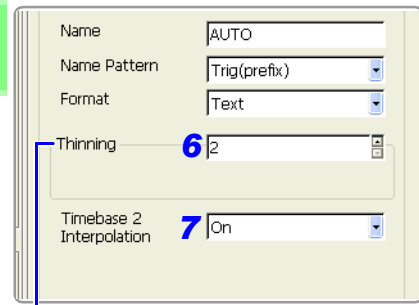 Name AUTO
Name Pattern Trig(prefix)
Format Text
Thinning 6 2
Timebase 2
Interpolation 7 On